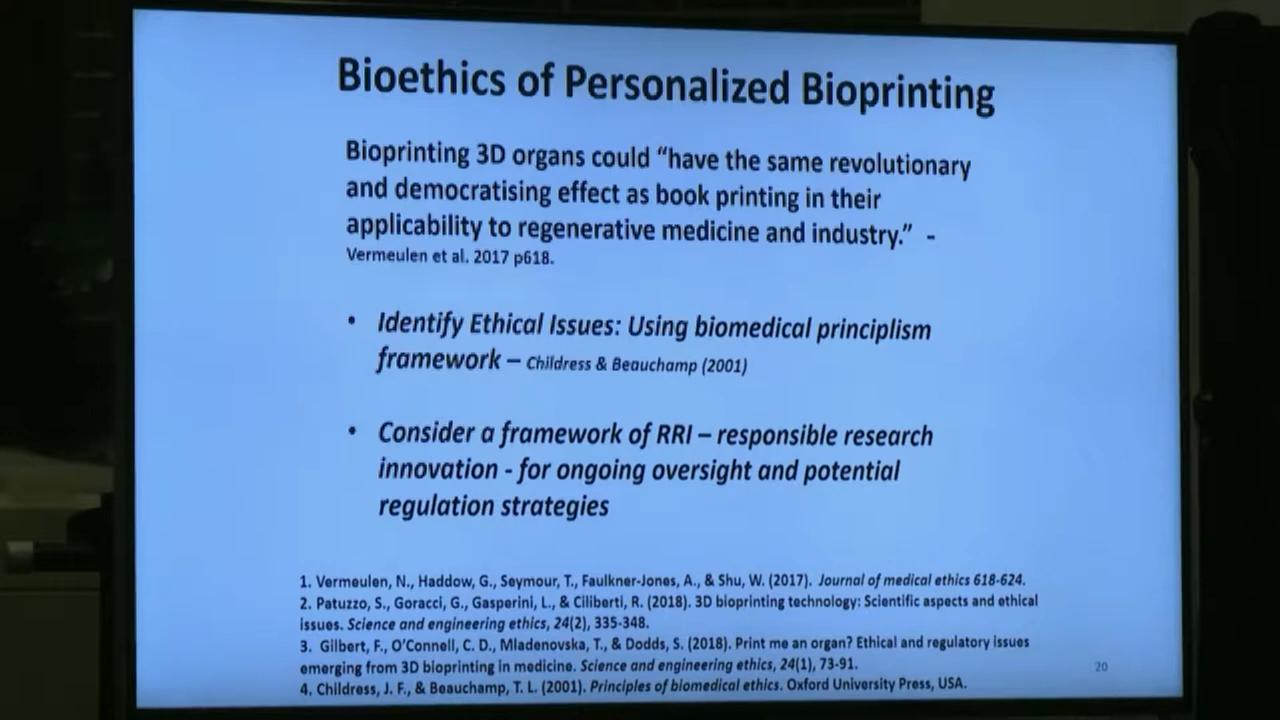 Bioethics of Personalized Bioprinting
Bioprinting 3D organs could “have the same revolutionary
and democratising effect as book printing in their
applicability to regenerative medicine and industry.” -
Vermeulen et al. 2017 p618.
• Identify Ethical Issues: Using biomedical principlism
framework – Childress & Beauchamp (2001)
• Consider a framework of RRI – responsible research
innovation - for ongoing oversight and potential
regulation strategies
1. Vermeulen, N., Haddow, G., Seymour, T., Faulkner-Jones, A., & Shu, W. (2017). Journal of medical ethics 618-624.
2. Patuzzo, S., Goracci, G., Gasperini, L., & Ciliberti, R. (2018). 3D bioprinting technology: Scientific aspects and ethical
issues. Science and engineering ethics, 24(2), 335-348.
3. Gilbert, F., O’Connell, C. D., Mladenovska, T., & Dodds, S. (2018). Print me an organ? Ethical and regulatory issues
emerging from 3D bioprinting in medicine. Science and engineering ethics, 24(1), 73-91.
4. Childress, J. F., & Beauchamp, T. L. (2001). Principles of biomedical ethics. Oxford University Press, USA.
20